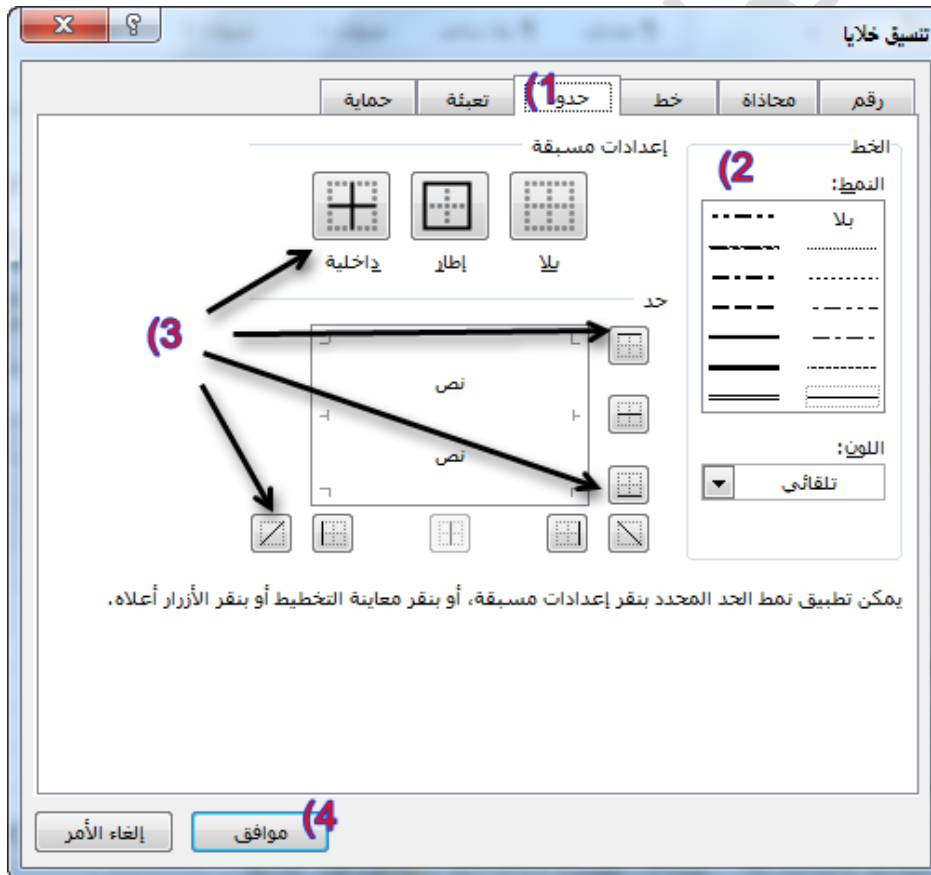 تنسيق خلايا
رقم
محاذاة
خط
حدود
(1
تعبئة
حماية
الخط
(2
النمط:
بلا
اللون:
تلقائي
إعدادات مسبقة
بلا
إطار
داخلية
(3
حد
نص
نص
يمكن تطبيق نمط الحد المحدد بنقر إعدادات مسبقة، أو بنقر معاينة التخطيط أو بنقر الأزرار أعلاه.
(4
موافق
إلغاء الأمر